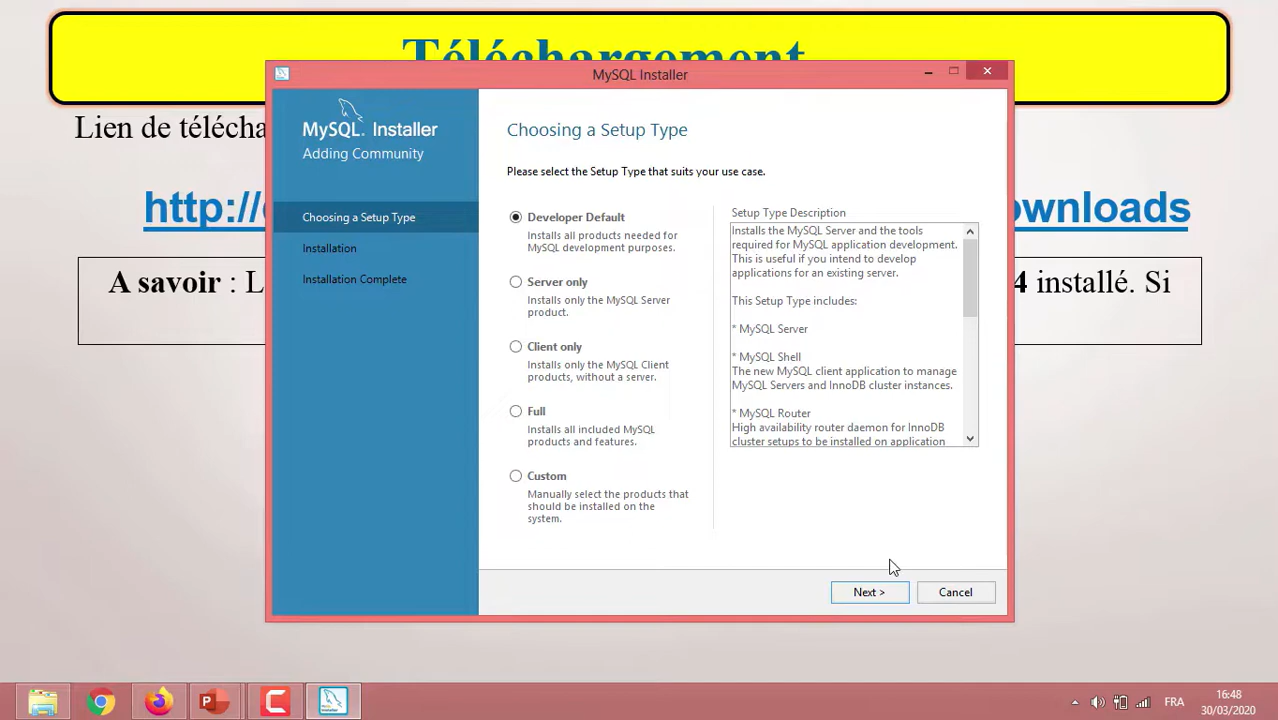 Téléchargement
MySQL Installer
Lien de télécha
MySQL. Installer
Adding Community
Choosing a Setup Type
Please select the Setup Type that suits your use case.
http://
ownloads
Choosing a Setup Type
Installation
Installation Complete
Developer Default
Installs all products needed for
MySQL development purposes.
Server only
Installs only the MySQL Server
product.
Client only
Installs only the MySQL Client
products, without a server.
Full
Installs all included MySQL
products and features.
Custom
Manually select the products that
should be installed on the
system.
Setup Type Description
Installs the MySQL Server and the tools
required for MySQL application development.
This is useful if you intend to develop
applications for an existing server.
This Setup Type includes:
* MySQL Server
* MySQL Shell
The new MySQL client application to manage
MySQL Servers and InnoDB cluster instances.
* MySQL Router
High availability router daemon for InnoDB
cluster setups to be installed on application
A savoir : L
4 installé. Si
Next >
Cancel
FRA
16:48
30/03/2020